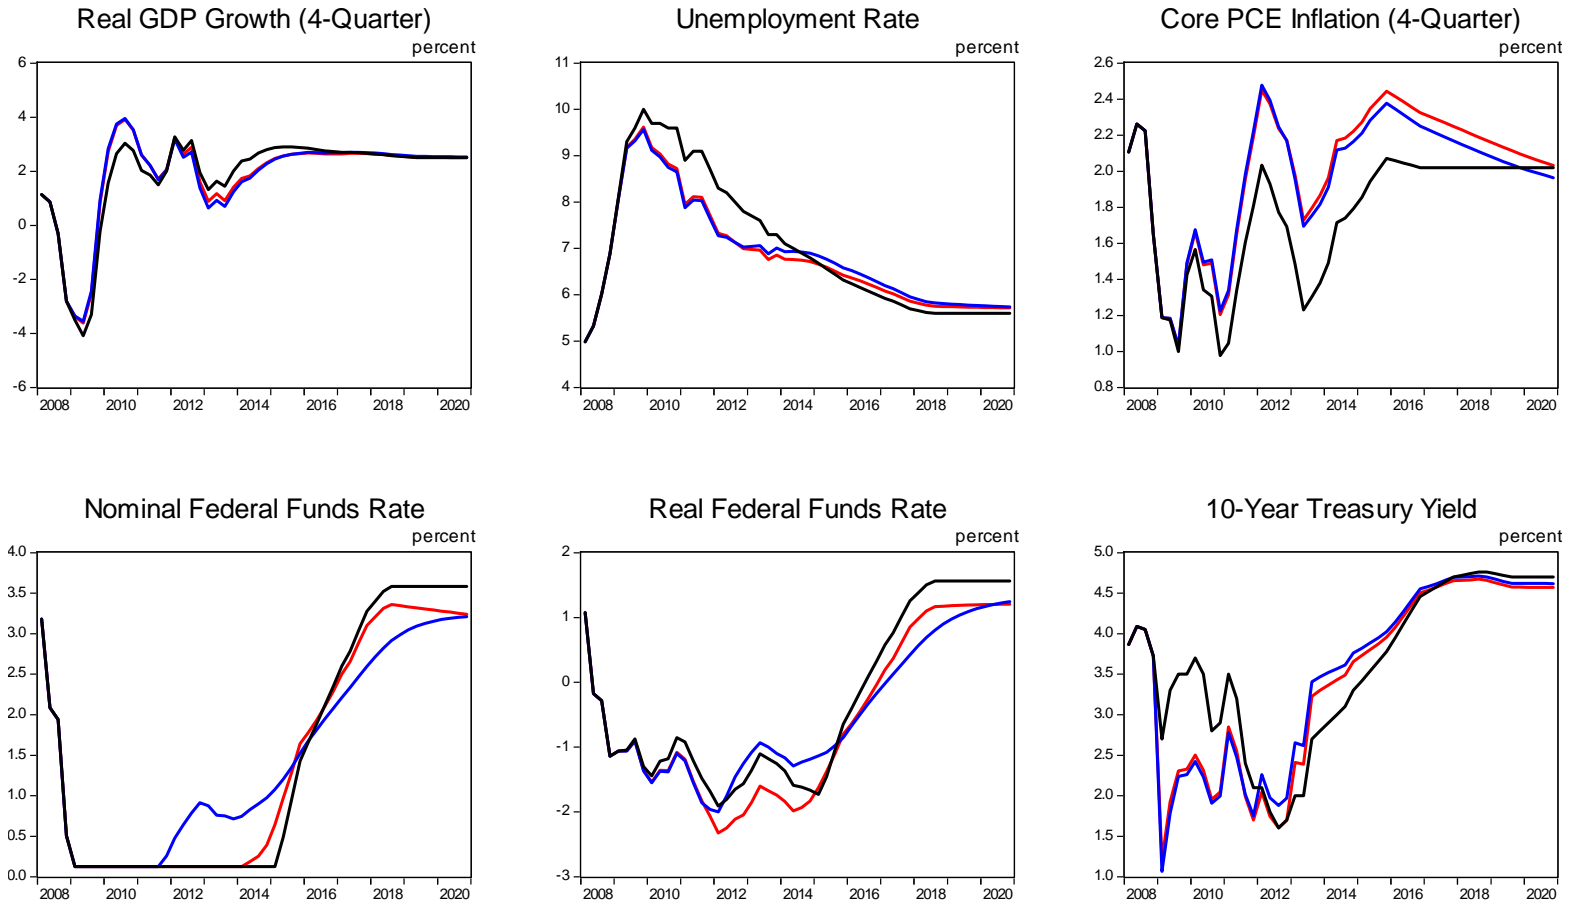 Real GDP Growth (4-Quarter)
percent
6
4
2
0
-2
-4
-6
2008 2010 2012 2014 2016 2018 2020
Unemployment Rate
percent
11
10
9
8
7
6
5
4
2008 2010 2012 2014 2016 2018 2020
Core PCE Inflation (4-Quarter)
percent
2.6
2.4
2.2
2.0
1.8
1.6
1.4
1.2
1.0
0.8
2008 2010 2012 2014 2016 2018 2020
Nominal Federal Funds Rate
percent
4.0
3.5
3.0
2.5
2.0
1.5
1.0
0.5
0.0
2008 2010 2012 2014 2016 2018 2020
Real Federal Funds Rate
percent
2
1
0
-1
-2
-3
2008 2010 2012 2014 2016 2018 2020
10-Year Treasury Yield
percent
5.0
4.5
4.0
3.5
3.0
2.5
2.0
1.5
1.0
2008 2010 2012 2014 2016 2018 2020